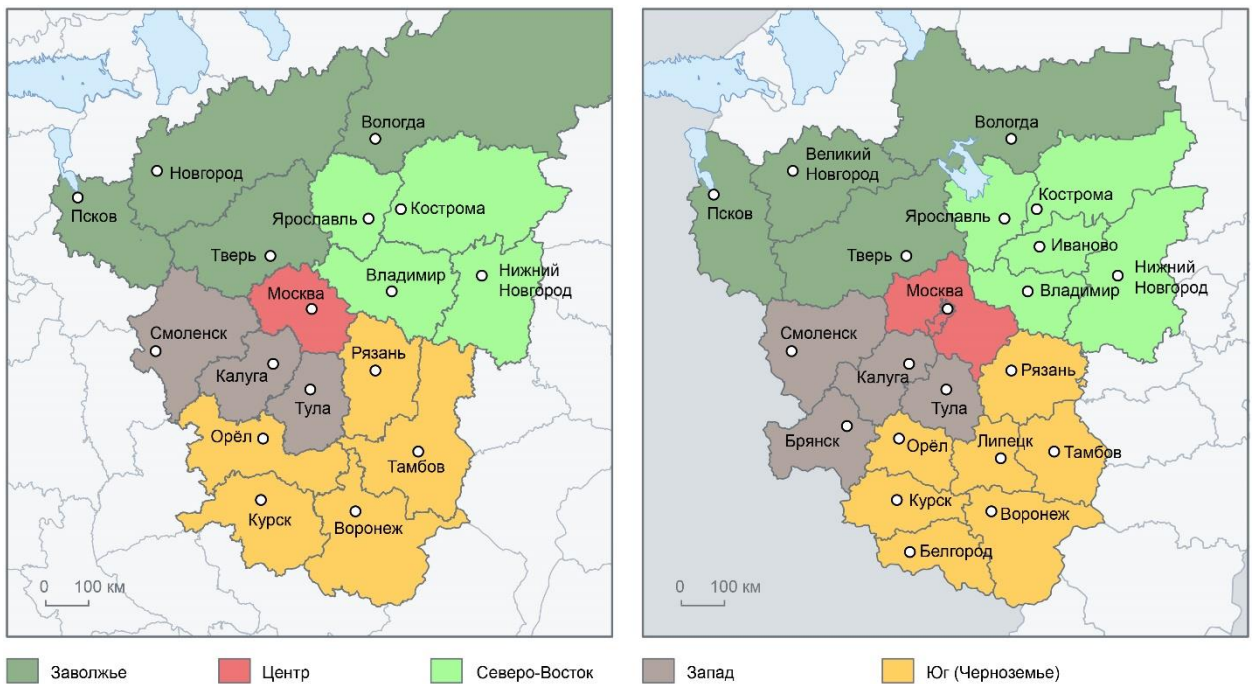 Вологда
Новгород
Псков
Ярославль
Кострома
Тверь
Владимир
Нижний
Новгород
Москва
Смоленск
Рязань
Калуга
Тула
Орёл
Тамбов
Курск
Воронеж
0 100 км
Вологда
Великий
Новгород
Псков
Кострома
Ярославль
Иваново
Тверь
Нижний
Новгород
Москва
Владимир
Смоленск
Рязань
Калуга
Тула
Брянск
Орёл
Липецк
Тамбов
Курск
Воронеж
Белгород
0 100 км
Заволжье
Центр
Северо-Восток
Запад
Юг (Черноземье)